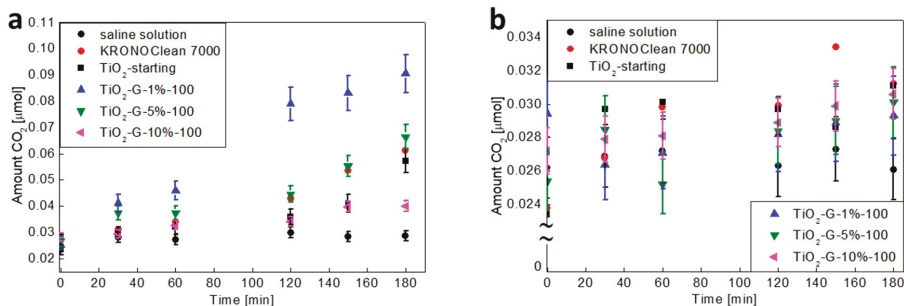 a
0.11
0.10
0.09
0.08
0.07
0.06
0.05
0.04
0.03
0.02
Amount CO₂ [µmol]
saline solution
KRONOClean 7000
TiO₂-starting
TiO₂-G-1%-100
TiO₂-G-5%-100
TiO₂-G-10%-100
0 20 40 60 80 100 120 140 160 180
Time [min]
b
0.034
0.032
0.030
0.028
0.026
0.024
0
Amount CO₂ [µmol]
saline solution
KRONOClean 7000
TiO₂-starting
TiO₂-G-1%-100
TiO₂-G-5%-100
TiO₂-G-10%-100
0 20 40 60 80 100 120 140 160 180
Time [min]